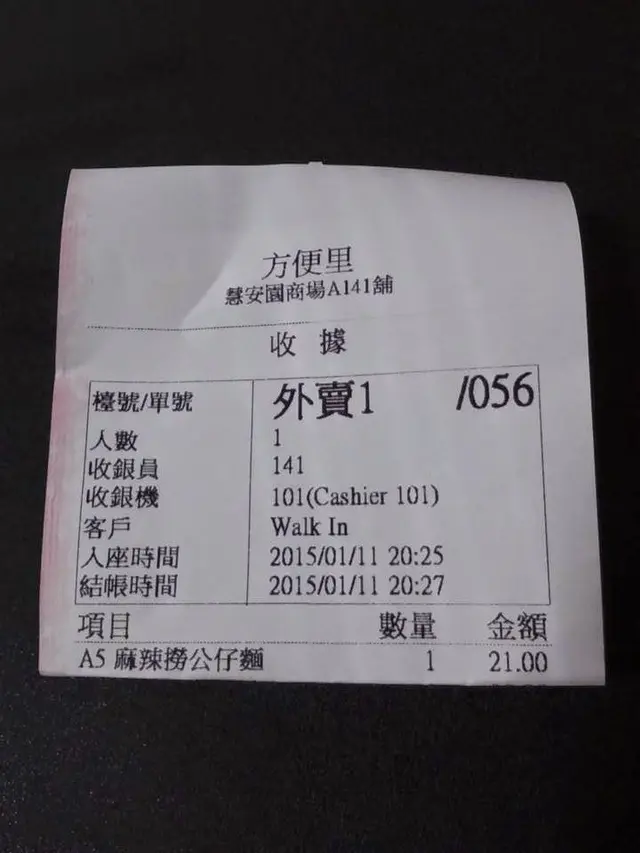 方便里
慧安園商場A141舖
收 據
檯號/單號 外賣1 /056
人數 1
收銀員 141
收銀機 101(Cashier 101)
客戶 Walk In
入座時間 2015/01/11 20:25
結帳時間 2015/01/11 20:27
項目 數量 金額
A5 麻辣撈公仔麵 1 21.00